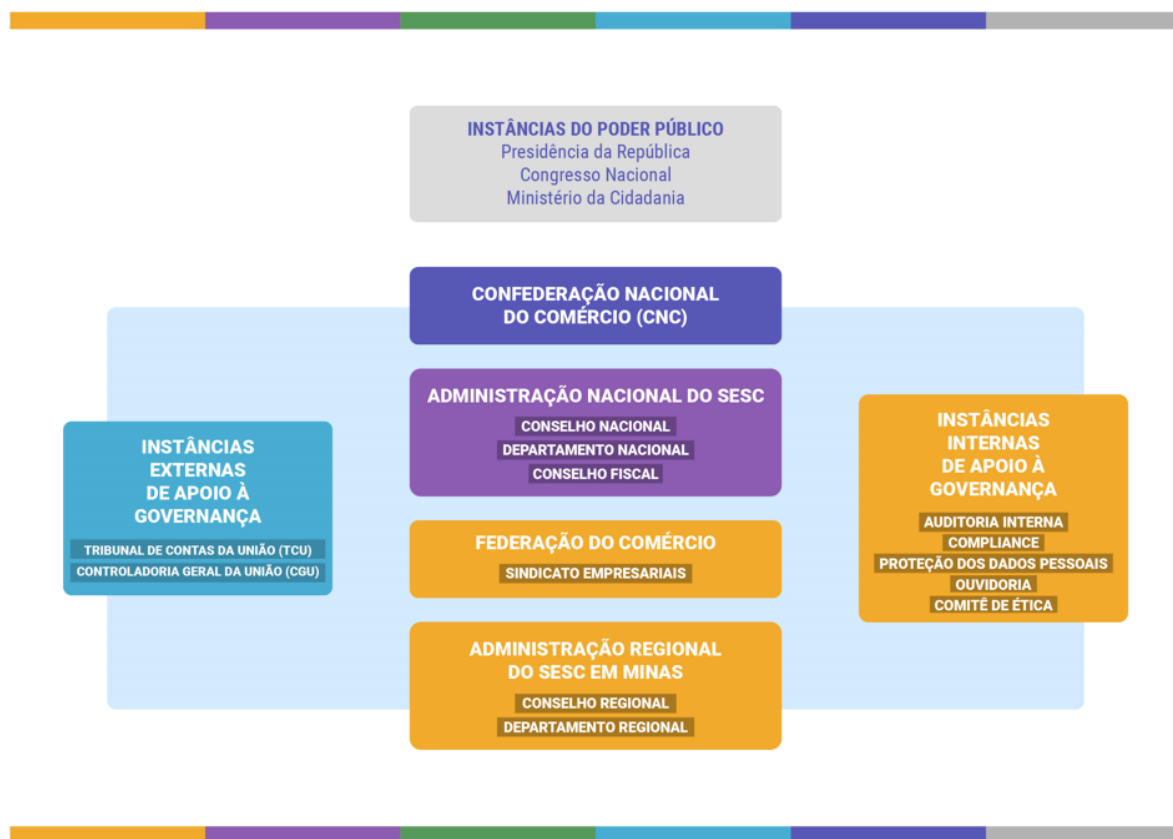 INSTÂNCIAS DO PODER PÚBLICO
Presidência da República
Congresso Nacional
Ministério da Cidadania
CONFEDERAÇÃO NACIONAL
DO COMÉRCIO (CNC)
ADMINISTRAÇÃO NACIONAL DO SESC
CONSELHO NACIONAL
DEPARTAMENTO NACIONAL
CONSELHO FISCAL
INSTÂNCIAS
EXTERNAS
DE APOIO À
GOVERNANÇA
TRIBUNAL DE CONTAS DA UNIÃO (TCU)
CONTROLADORIA GERAL DA UNIÃO (CGU)
FEDERAÇÃO DO COMÉRCIO
SINDICATO EMPRESARIAIS
INSTÂNCIAS
INTERNAS
DE APOIO À
GOVERNANÇA
AUDITORIA INTERNA
COMPLIANCE
PROTEÇÃO DOS DADOS PESSOAIS
OUVIDORIA
COMITÊ DE ÉTICA
ADMINISTRAÇÃO REGIONAL
DO SESC EM MINAS
CONSELHO REGIONAL
DEPARTAMENTO REGIONAL